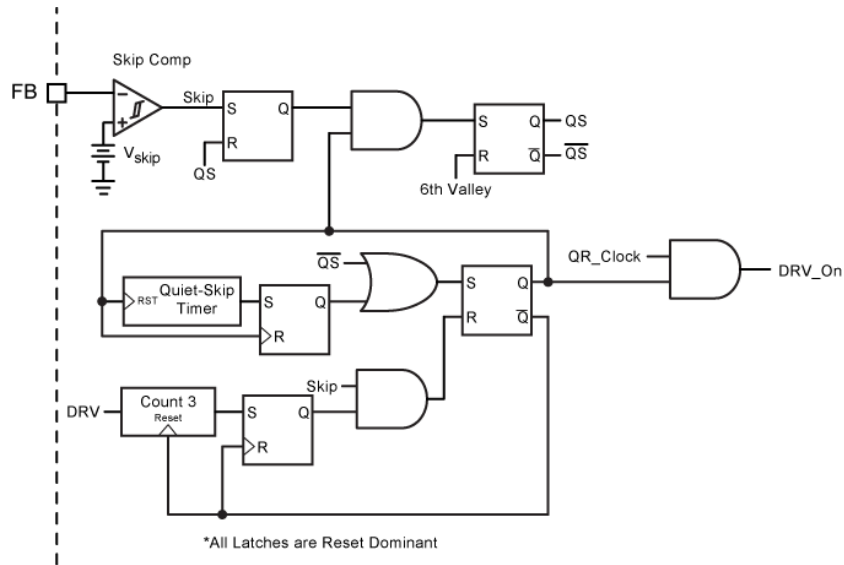 Skip Comp
FB
Skip
S Q
R
QS
V_skip
S Q QS
R Q̅ Q̅S̅
6th Valley
Q̅S̅
QR_Clock
DRV_On
RST Quiet-Skip
Timer
S Q
R
S Q
R Q̅
Skip
DRV
Count 3
Reset
S Q
R
*All Latches are Reset Dominant